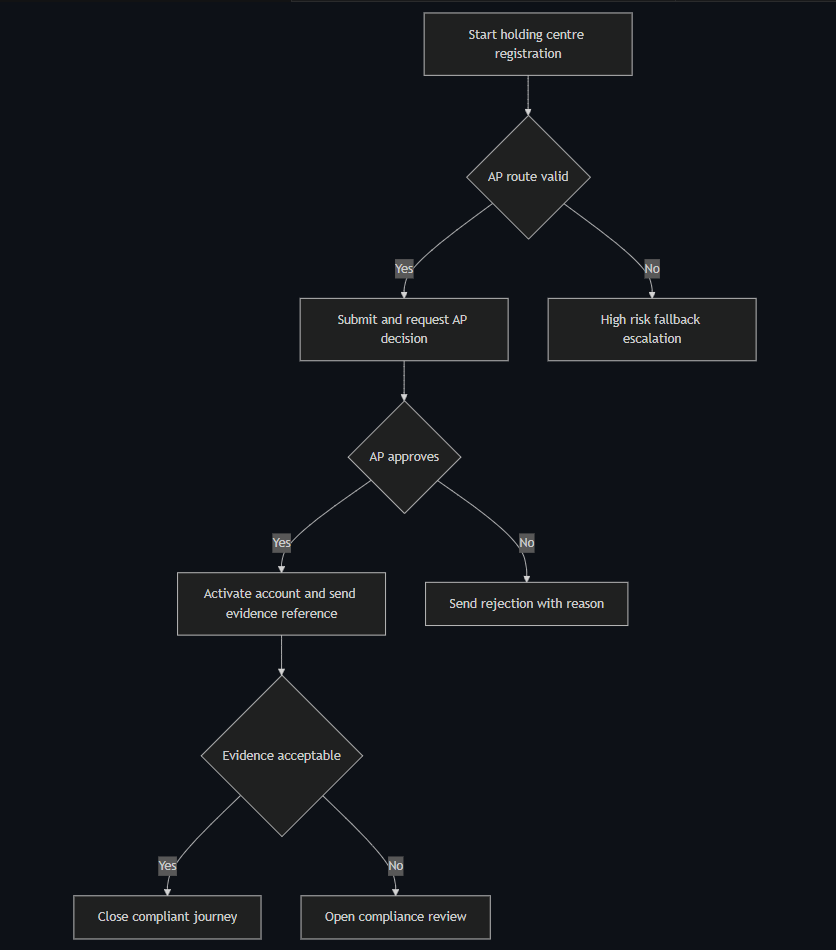 Start holding centre
registration
AP route valid
Yes
No
Submit and request AP
decision
High risk fallback
escalation
AP approves
Yes
No
Activate account and send
evidence reference
Send rejection with reason
Evidence acceptable
Yes
No
Close compliant journey
Open compliance review